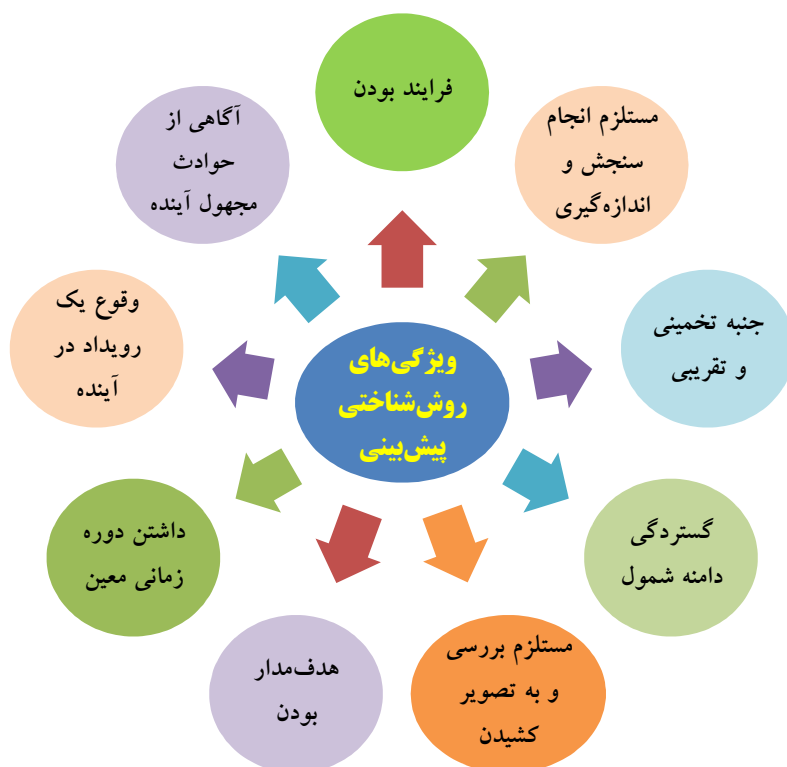 فرایند بودن
مستلزم انجام
سنجش و
اندازه‌گیری
جنبه تخمینی
و تقریبی
گستردگی
دامنه شمول
مستلزم بررسی
و به تصویر
کشیدن
هدف‌مدار
بودن
داشتن دوره
زمانی معین
وقوع یک
رویداد در
آینده
آگاهی از
حوادث
مجهول آینده
ویژگی‌های
روش‌شناختی
پیش‌بینی